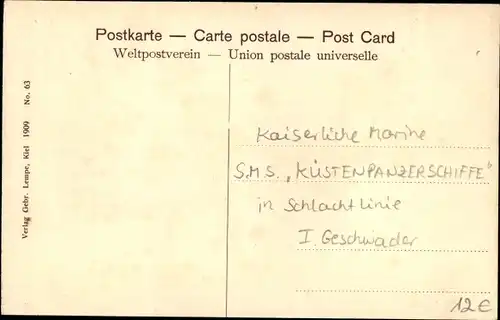 Postkarte — Carte postale — Post Card
Weltpostverein — Union postale universelle
Verlag Gebr. Lempe, Kiel 1909 No. 63
Kaiserliche Marine
S.M.S. „KÜSTENPANZERSCHIFFE"
in Schlachtlinie
I. Geschwader
12€